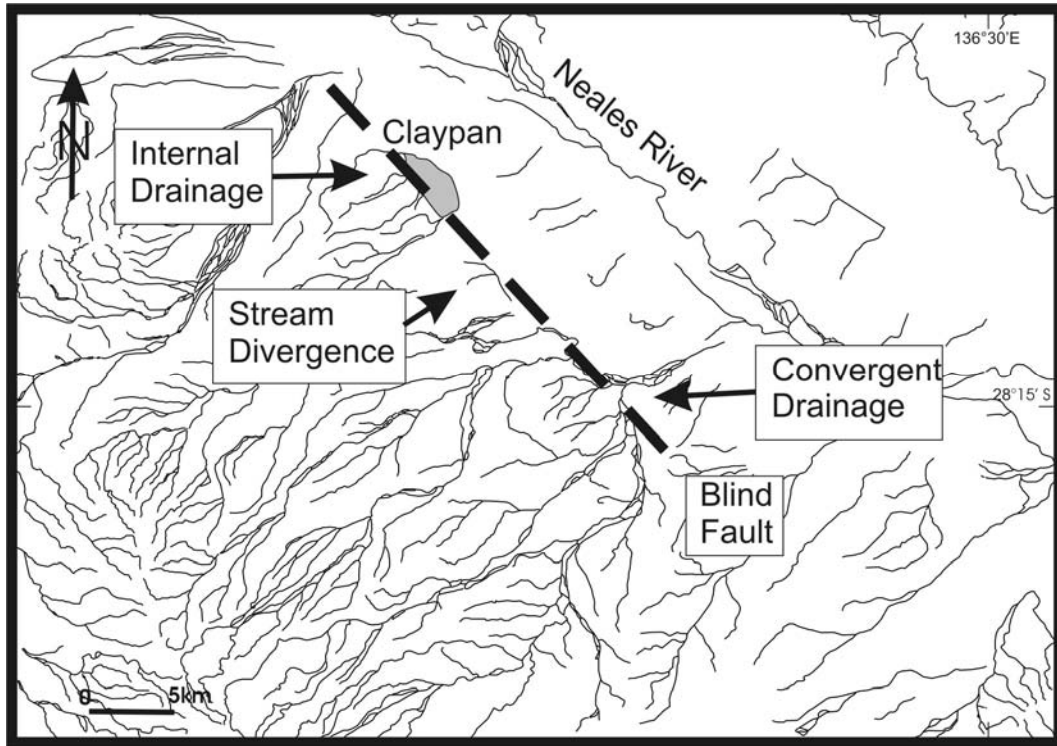 136°30'E
Neales River
N
Claypan
Internal
Drainage
Stream
Divergence
Convergent
Drainage
28°15' S
Blind
Fault
0 5km